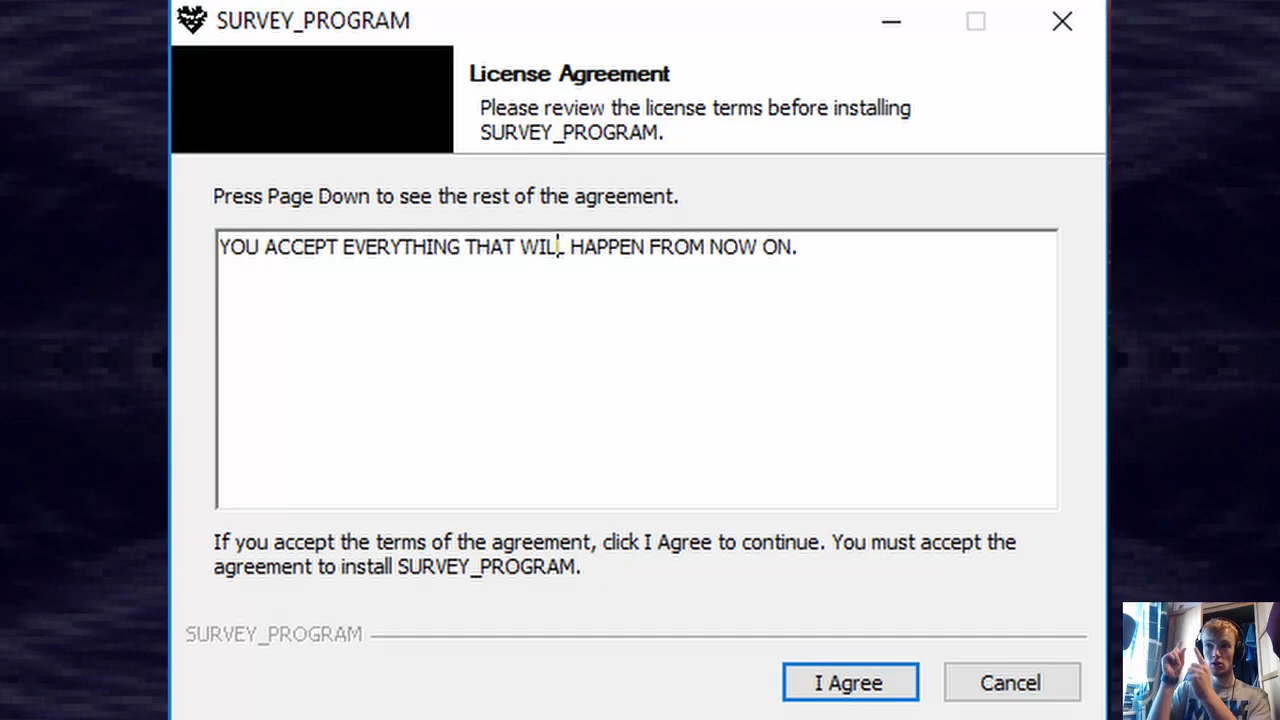 SURVEY_PROGRAM
License Agreement
Please review the license terms before installing
SURVEY_PROGRAM.
Press Page Down to see the rest of the agreement.
YOU ACCEPT EVERYTHING THAT WILL HAPPEN FROM NOW ON.
If you accept the terms of the agreement, click I Agree to continue. You must accept the
agreement to install SURVEY_PROGRAM.
SURVEY_PROGRAM
I Agree
Cancel